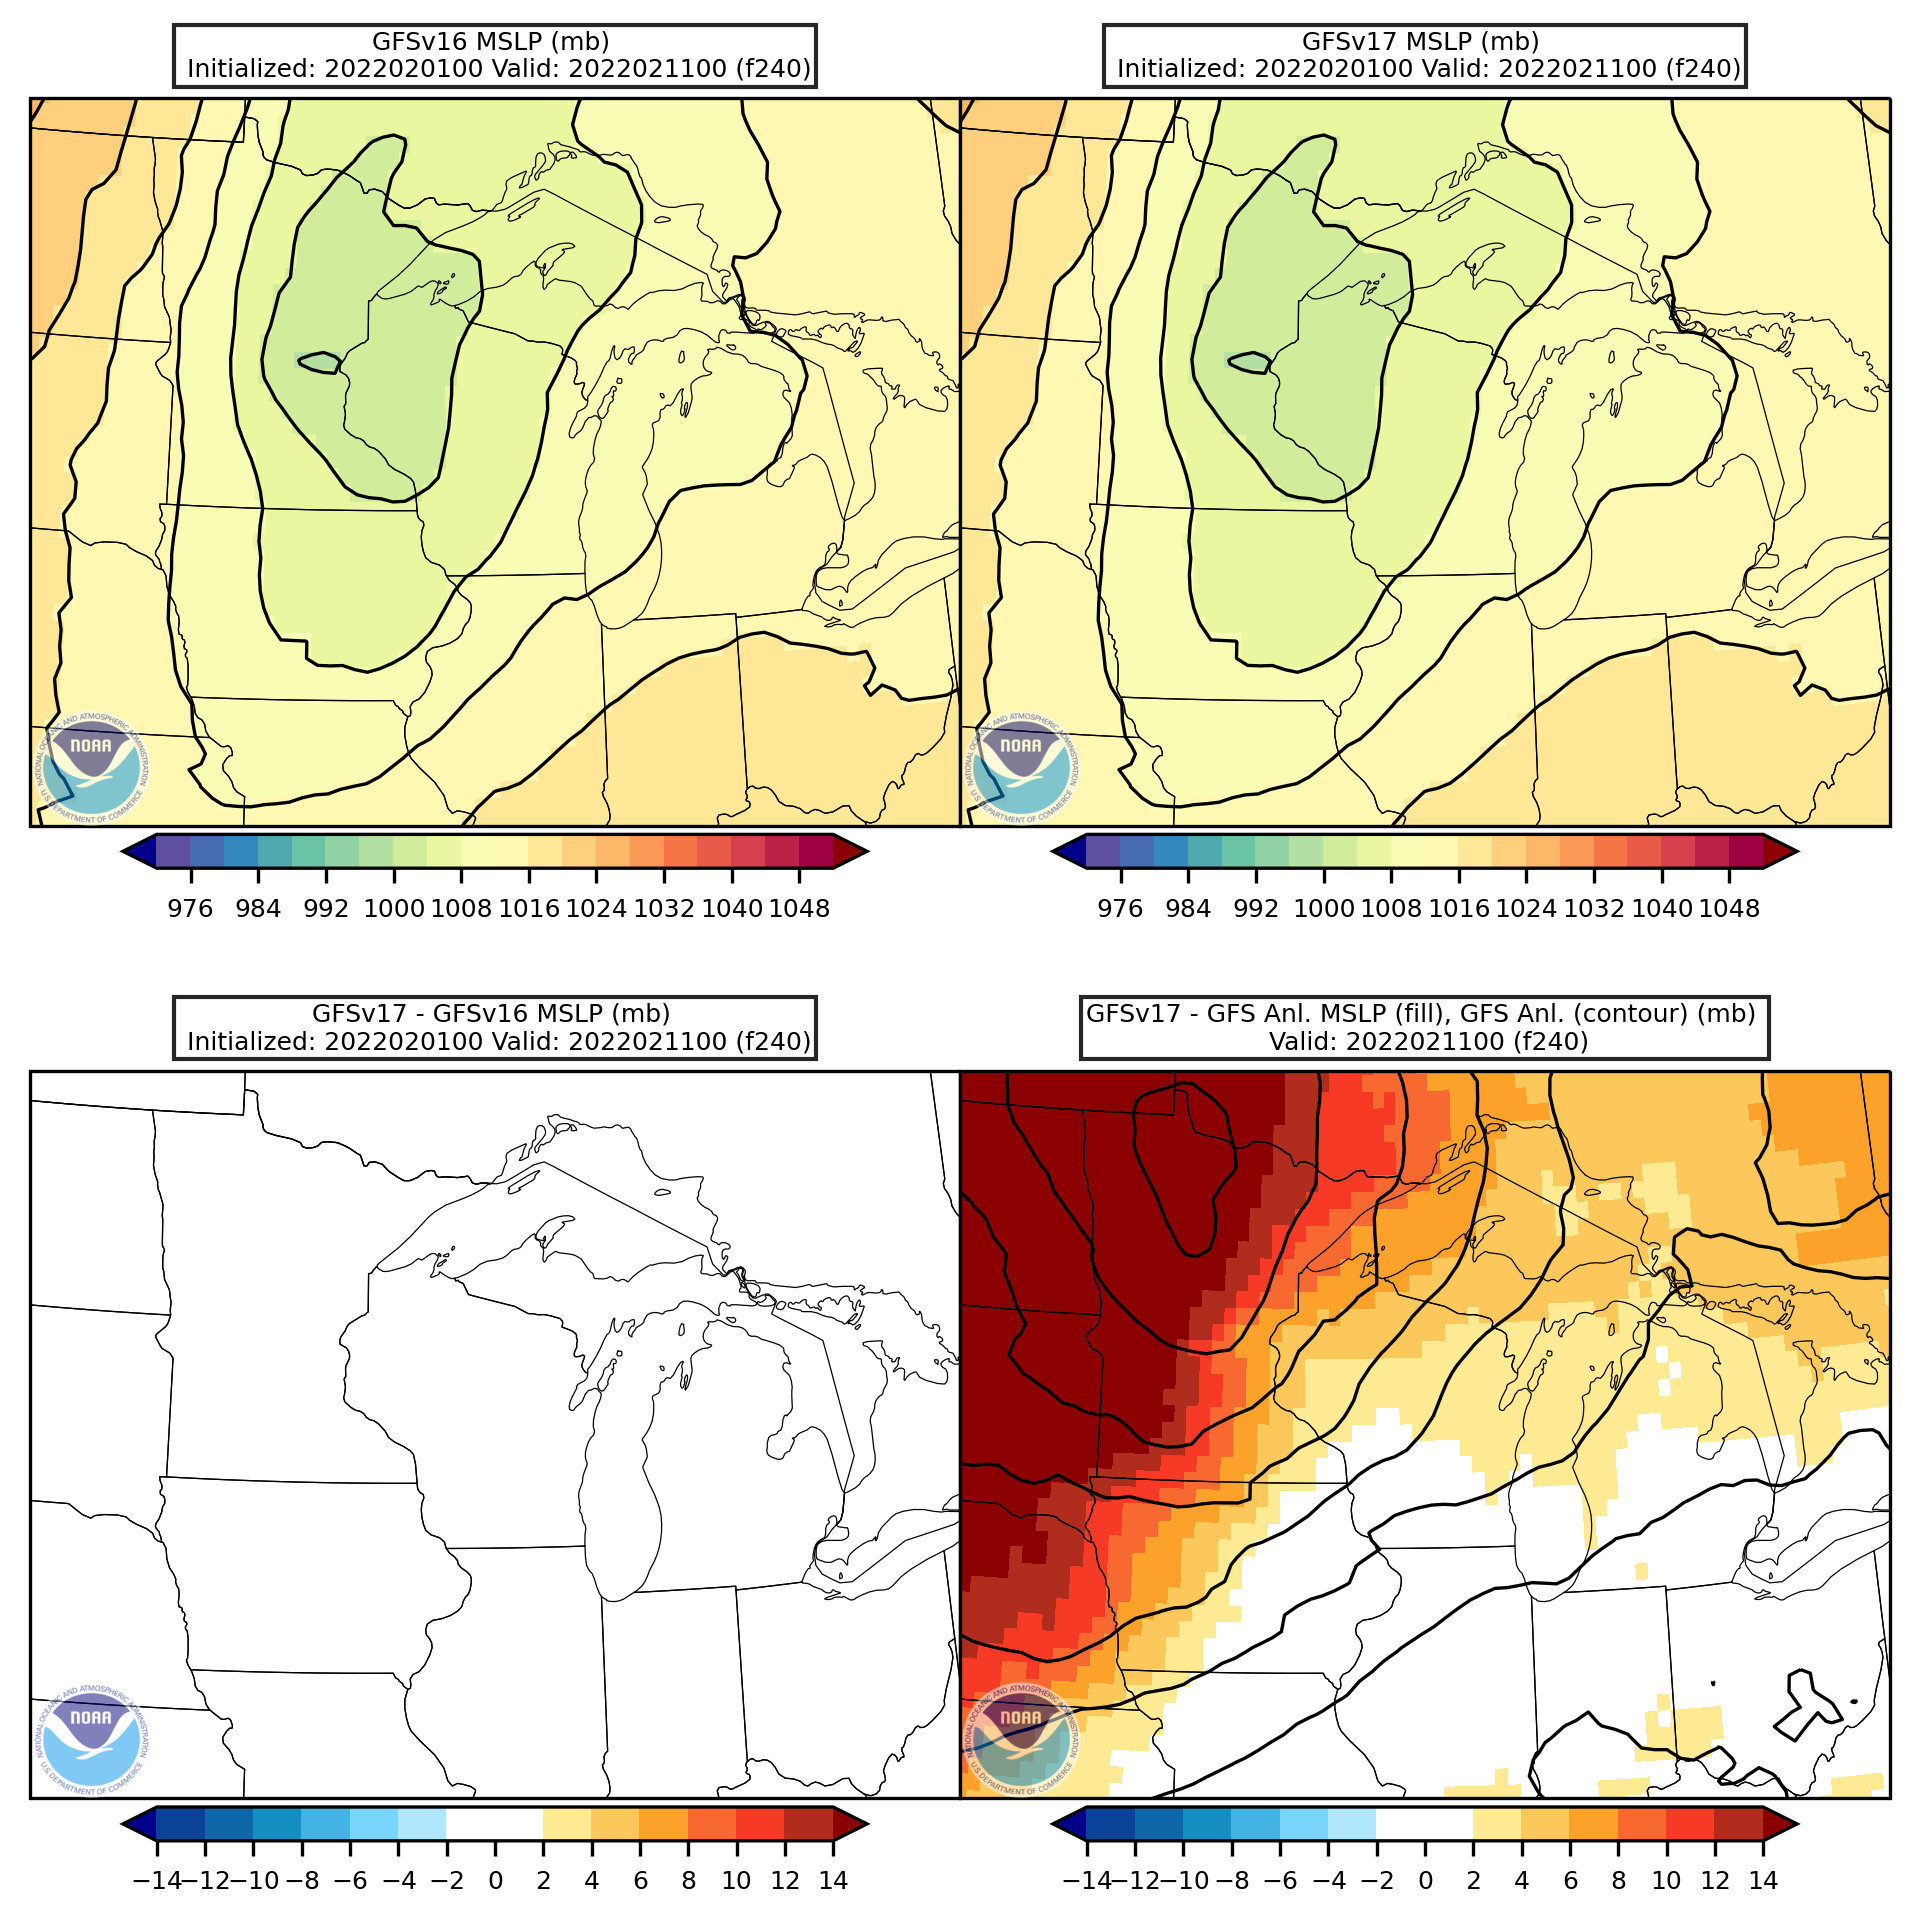 GFSv16 MSLP (mb)
Initialized: 2022020100 Valid: 2022021100 (f240)
GFSv17 MSLP (mb)
Initialized: 2022020100 Valid: 2022021100 (f240)
NATIONAL OCEANIC AND ATMOSPHERIC ADMINISTRATION
NOAA
U.S. DEPARTMENT OF COMMERCE
NATIONAL OCEANIC AND ATMOSPHERIC ADMINISTRATION
NOAA
U.S. DEPARTMENT OF COMMERCE
976 984 992 1000 1008 1016 1024 1032 1040 1048
976 984 992 1000 1008 1016 1024 1032 1040 1048
GFSv17 - GFSv16 MSLP (mb)
Initialized: 2022020100 Valid: 2022021100 (f240)
GFSv17 - GFS Anl. MSLP (fill), GFS Anl. (contour) (mb)
Valid: 2022021100 (f240)
NATIONAL OCEANIC AND ATMOSPHERIC ADMINISTRATION
NOAA
U.S. DEPARTMENT OF COMMERCE
NATIONAL OCEANIC AND ATMOSPHERIC ADMINISTRATION
NOAA
U.S. DEPARTMENT OF COMMERCE
−14 −12 −10 −8 −6 −4 −2 0 2 4 6 8 10 12 14
−14 −12 −10 −8 −6 −4 −2 0 2 4 6 8 10 12 14